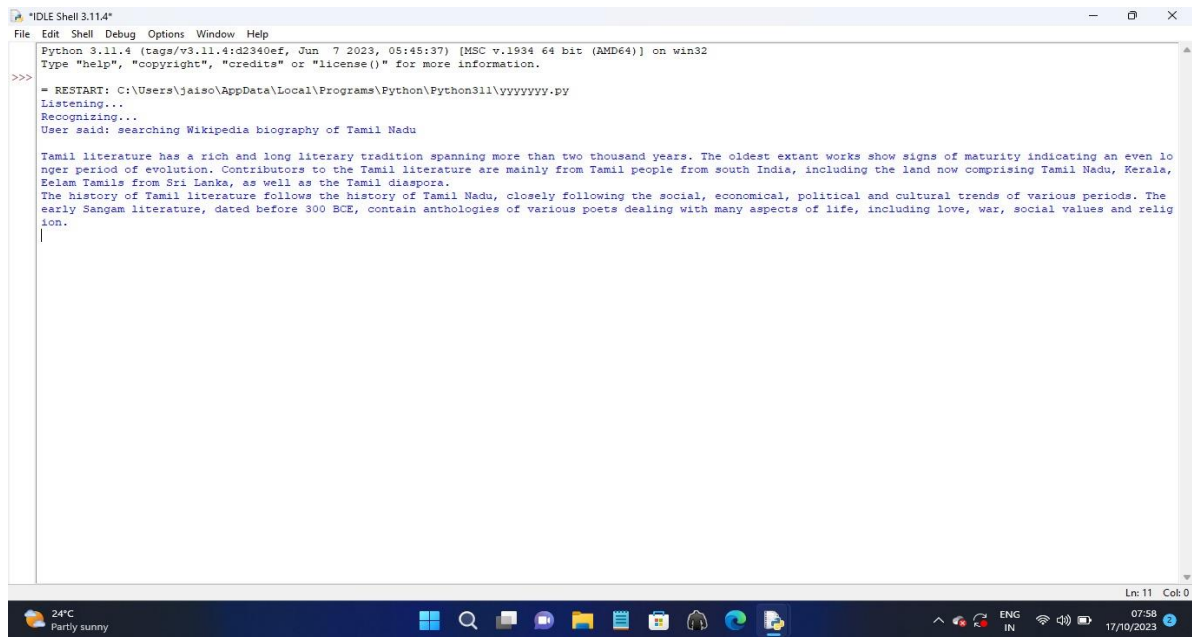 *IDLE Shell 3.11.4*
File Edit Shell Debug Options Window Help
Python 3.11.4 (tags/v3.11.4:d2340ef, Jun  7 2023, 05:45:37) [MSC v.1934 64 bit (AMD64)] on win32
Type "help", "copyright", "credits" or "license()" for more information.
>>>
= RESTART: C:\Users\jaiso\AppData\Local\Programs\Python\Python311\yyyyyyy.py
Listening...
Recognizing...
User said: searching Wikipedia biography of Tamil Nadu
Tamil literature has a rich and long literary tradition spanning more than two thousand years. The oldest extant works show signs of maturity indicating an even lo
nger period of evolution. Contributors to the Tamil literature are mainly from Tamil people from south India, including the land now comprising Tamil Nadu, Kerala,
Eelam Tamils from Sri Lanka, as well as the Tamil diaspora.
The history of Tamil literature follows the history of Tamil Nadu, closely following the social, economical, political and cultural trends of various periods. The
early Sangam literature, dated before 300 BCE, contain anthologies of various poets dealing with many aspects of life, including love, war, social values and relig
ion.
Ln: 11 Col: 0
24°C
Partly sunny
ENG
IN
07:58
17/10/2023
2